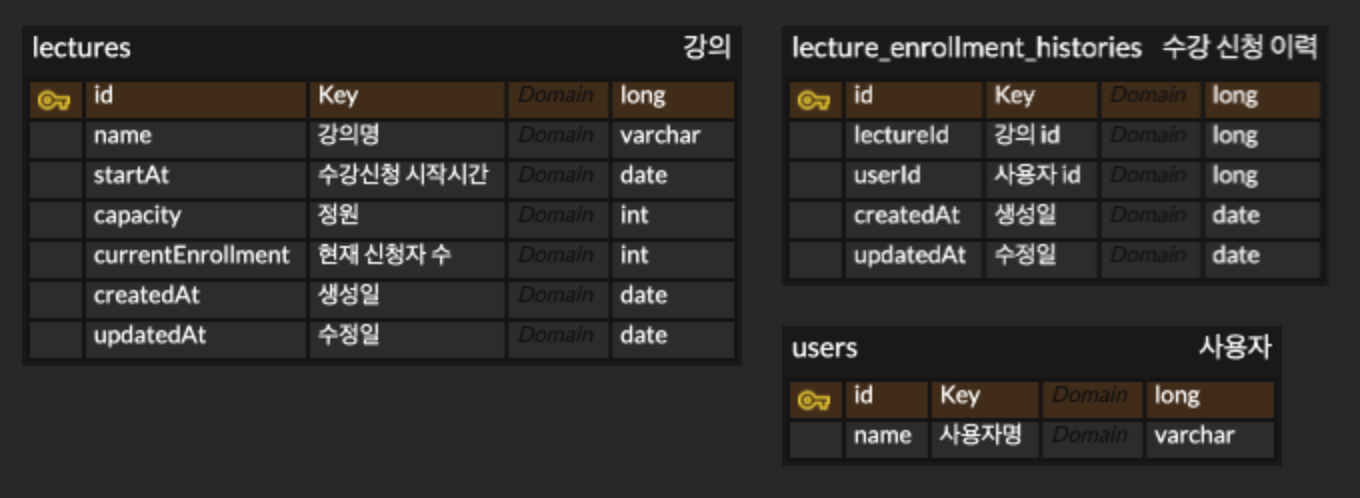 lectures 강의
id Key Domain long
name 강의명 Domain varchar
startAt 수강신청 시작시간 Domain date
capacity 정원 Domain int
currentEnrollment 현재 신청자 수 Domain int
createdAt 생성일 Domain date
updatedAt 수정일 Domain date
lecture_enrollment_histories 수강 신청 이력
id Key Domain long
lectureId 강의 id Domain long
userId 사용자 id Domain long
createdAt 생성일 Domain date
updatedAt 수정일 Domain date
users 사용자
id Key Domain long
name 사용자명 Domain varchar